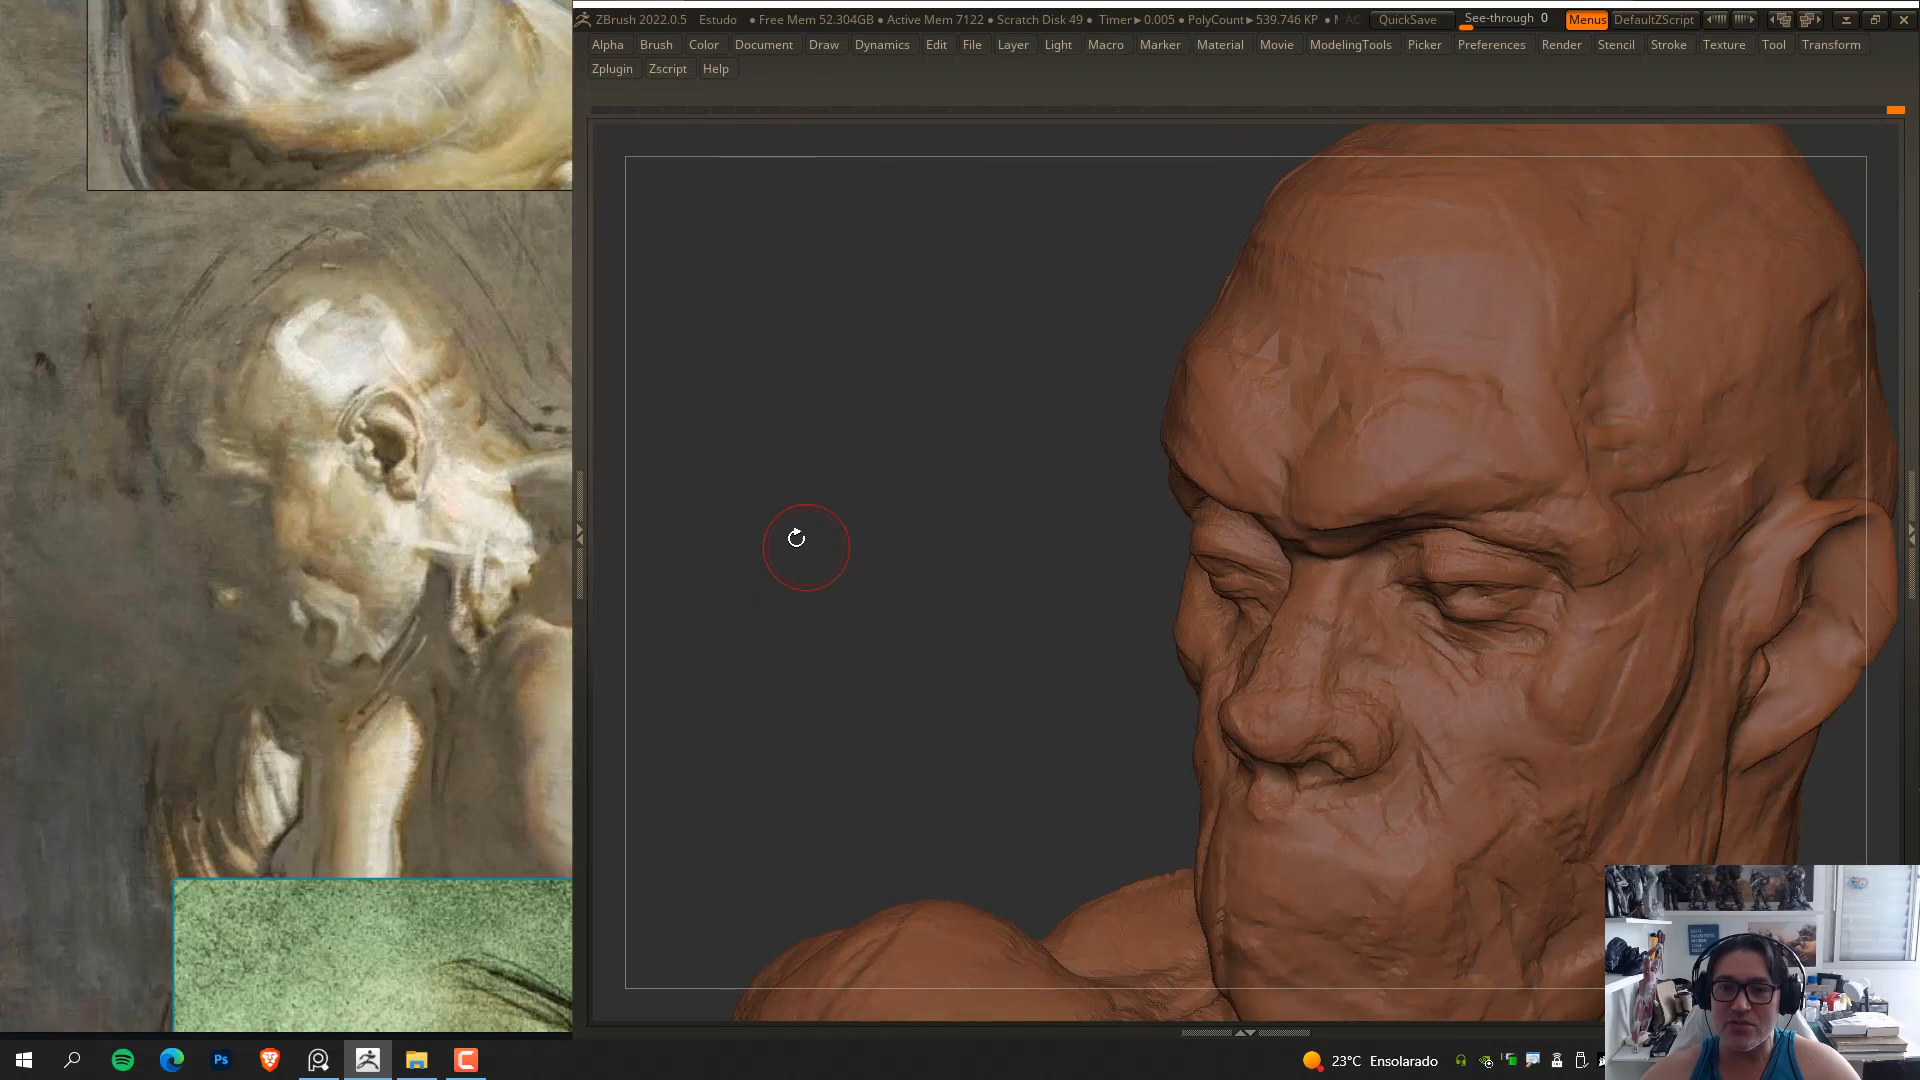 ZBrush 2022.0.5 Estudo ● Free Mem 52.304GB ● Active Mem 7122 ● Scratch Disk 49 ● Timer►0.005 ● PolyCount►539.746 KP ● M AC QuickSave See-through 0 Menus DefaultZScript
Alpha Brush Color Document Draw Dynamics Edit File Layer Light Macro Marker Material Movie ModelingTools Picker Preferences Render Stencil Stroke Texture Tool Transform
Zplugin Zscript Help
Ps
23°C Ensolarado